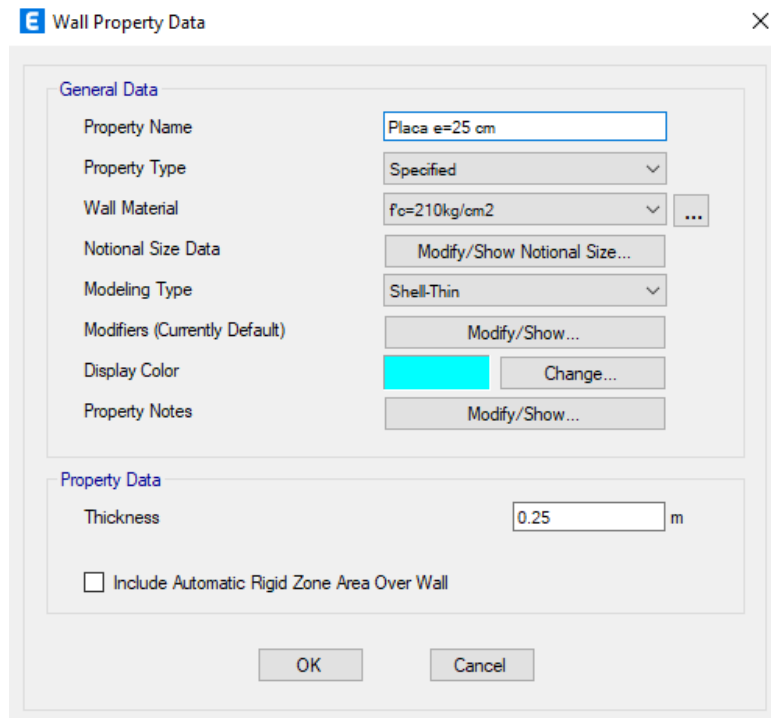 E Wall Property Data
General Data
Property Name Placa e=25 cm
Property Type Specified
Wall Material f'c=210kg/cm2 ...
Notional Size Data Modify/Show Notional Size...
Modeling Type Shell-Thin
Modifiers (Currently Default) Modify/Show...
Display Color Change...
Property Notes Modify/Show...
Property Data
Thickness 0.25 m
Include Automatic Rigid Zone Area Over Wall
OK Cancel